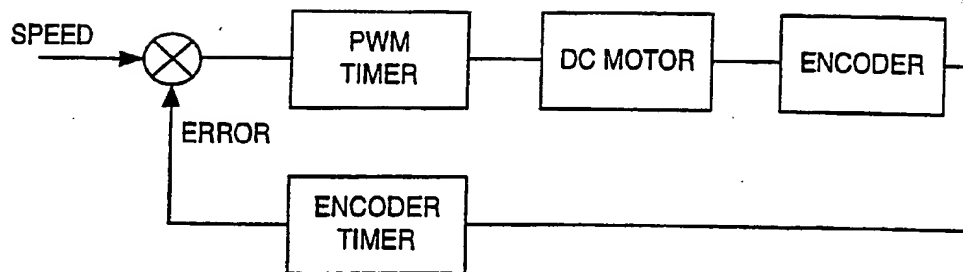 SPEED
PWM
TIMER
DC MOTOR
ENCODER
ERROR
ENCODER
TIMER